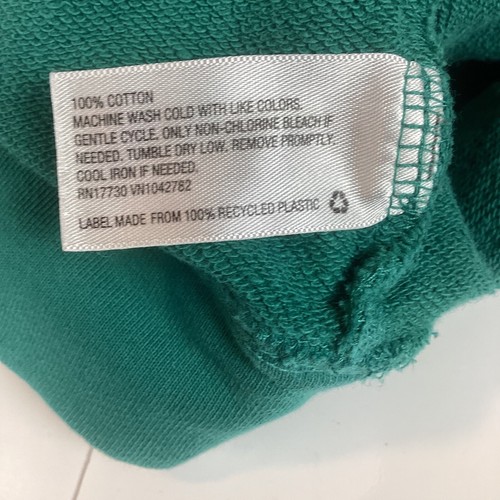 100% COTTON
MACHINE WASH COLD WITH LIKE COLORS.
GENTLE CYCLE. ONLY NON-CHLORINE BLEACH IF
NEEDED. TUMBLE DRY LOW. REMOVE PROMPTLY.
COOL IRON IF NEEDED.
RN17730 VN1042782
LABEL MADE FROM 100% RECYCLED PLASTIC